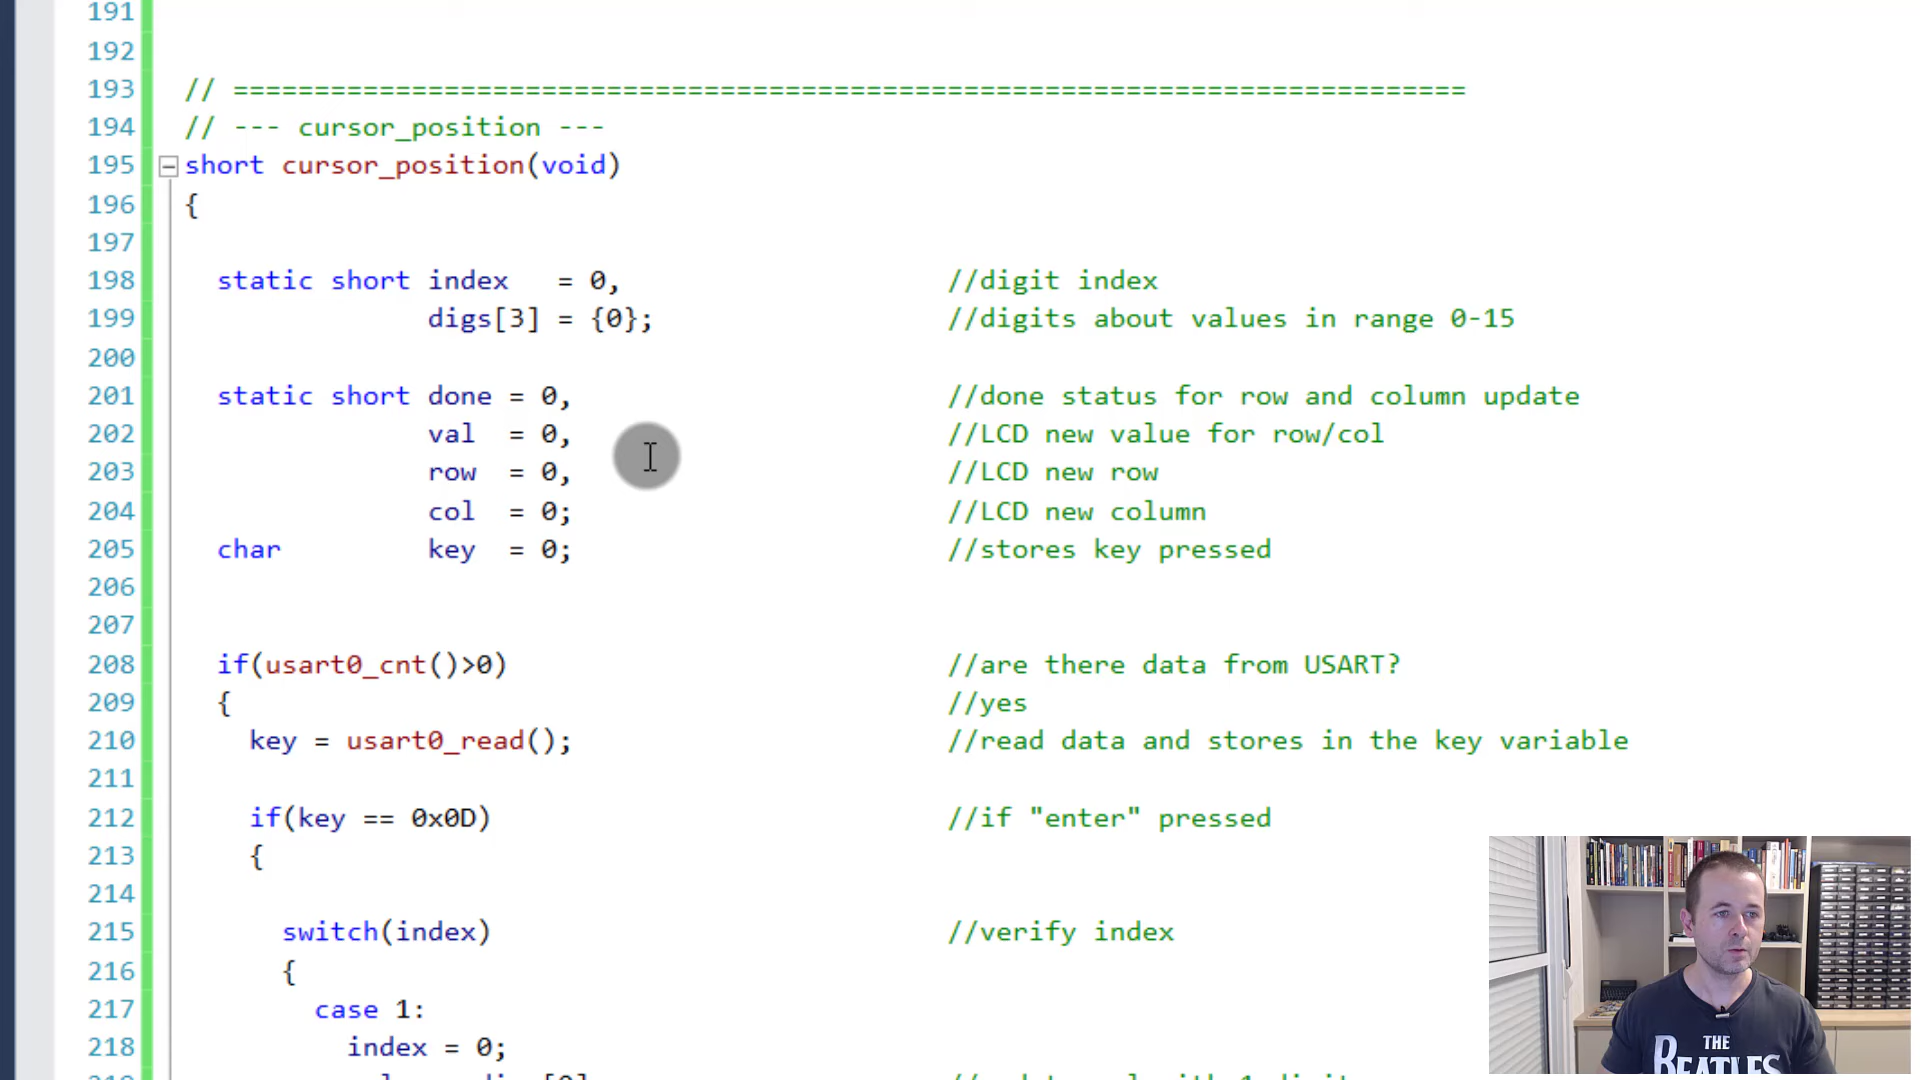 191
192
193 // ============================================================================
194 // --- cursor_position ---
195 short cursor_position(void)
196 {
197
198 static short index = 0, //digit index
199 digs[3] = {0}; //digits about values in range 0-15
200
201 static short done = 0, //done status for row and column update
202 val = 0, //LCD new value for row/col
203 row = 0, //LCD new row
204 col = 0; //LCD new column
205 char key = 0; //stores key pressed
206
207
208 if(usart0_cnt()>0) //are there data from USART?
209 { //yes
210 key = usart0_read(); //read data and stores in the key variable
211
212 if(key == 0x0D) //if "enter" pressed
213 {
214
215 switch(index) //verify index
216 {
217 case 1:
218 index = 0;
THE
BEATLES